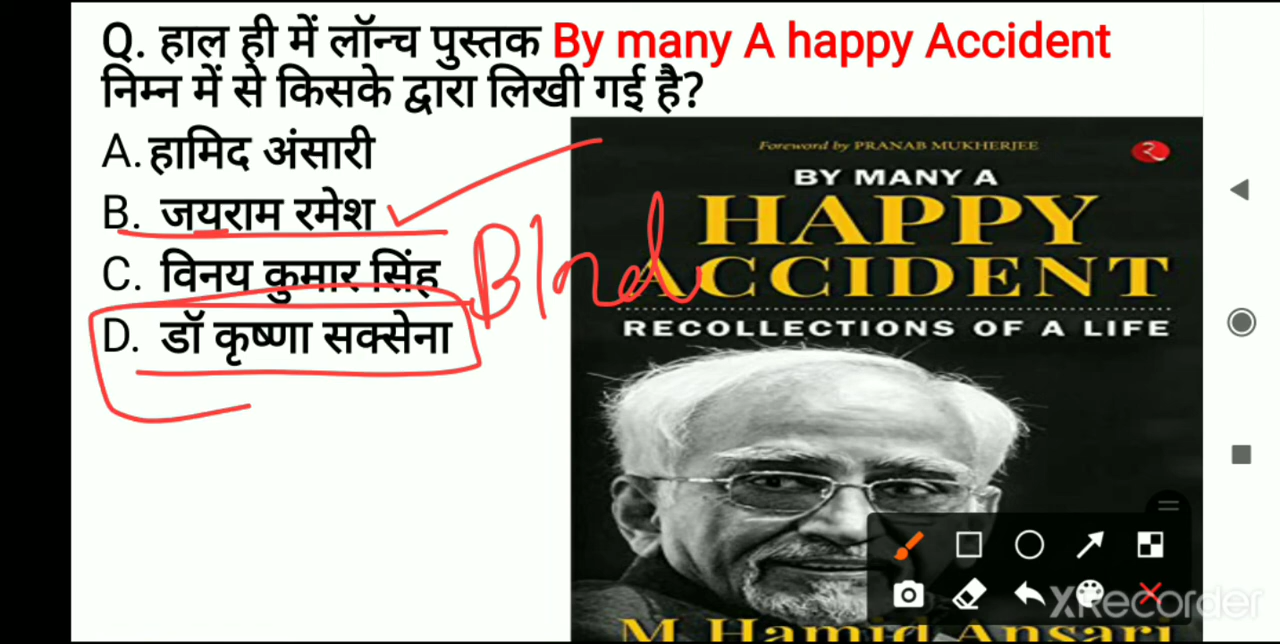 Q. हाल ही में लॉन्च पुस्तक By many A happy Accident
निम्न में से किसके द्वारा लिखी गई है?
A. हामिद अंसारी
B. जयराम रमेश
C. विनय कुमार सिंह
D. डॉ कृष्णा सक्सेना
Foreword by PRANAB MUKHERJEE
BY MANY A
HAPPY
ACCIDENT
RECOLLECTIONS OF A LIFE
M. Hamid Ansari
XRecorder